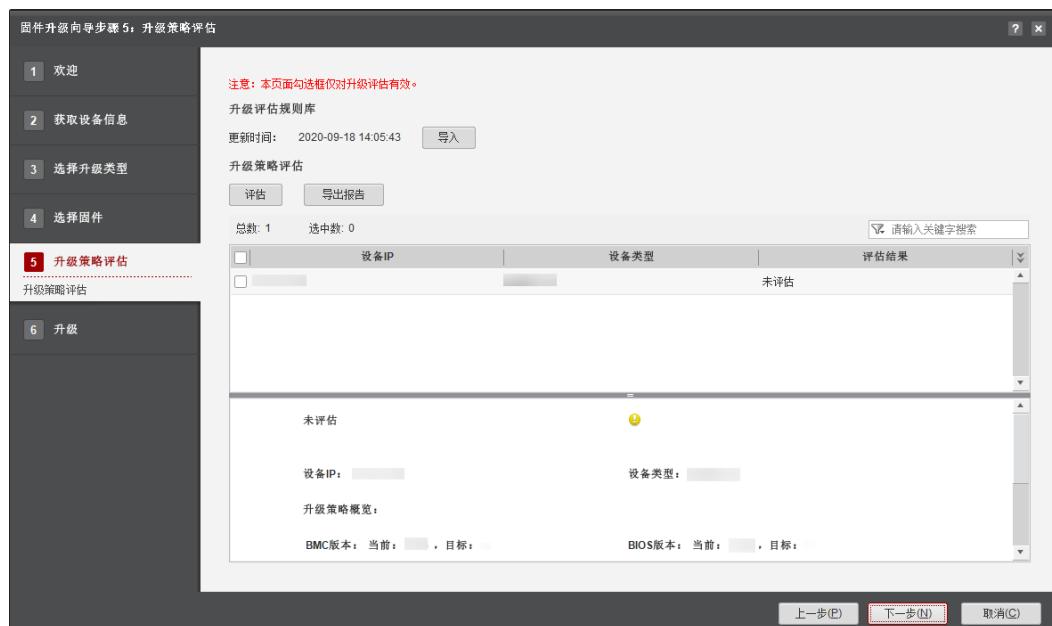 固件升级向导步骤 5：升级策略评估
? ×
1 欢迎
2 获取设备信息
3 选择升级类型
4 选择固件
5 升级策略评估
升级策略评估
6 升级
注意：本页面勾选框仅对升级评估有效。
升级评估规则库
更新时间： 2020-09-18 14:05:43 导入
升级策略评估
评估 导出报告
总数: 1 选中数: 0 请输入关键字搜索
设备IP 设备类型 评估结果
未评估
未评估
设备IP： 设备类型：
升级策略概览：
BMC版本： 当前： ，目标： BIOS版本： 当前： ，目标：
上一步(P) 下一步(N) 取消(C)